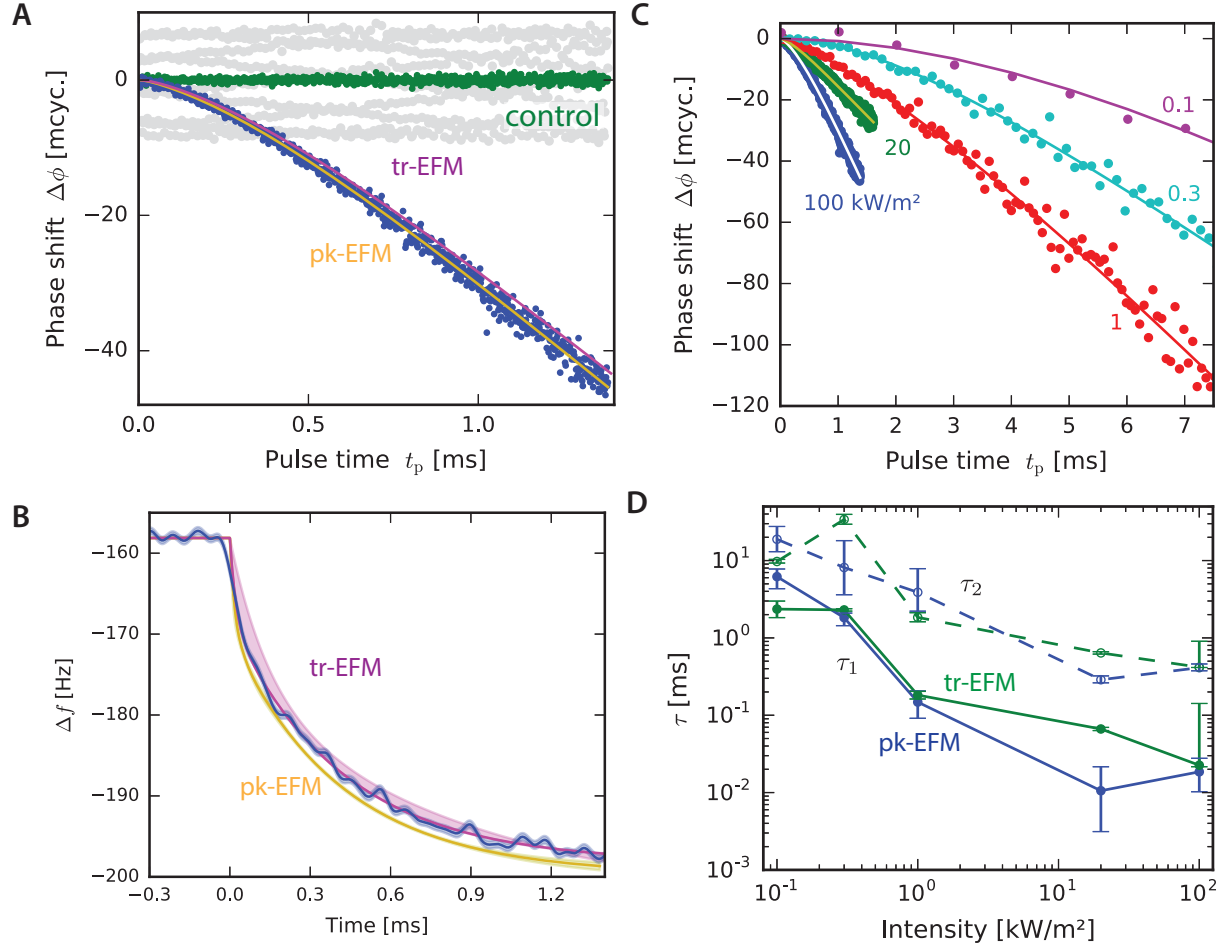 A
0
−20
−40
Phase shift Δϕ [mcyc.]
control
tr-EFM
pk-EFM
0.0 0.5 1.0
Pulse time tₚ [ms]
C
0
−20
−40
−60
−80
−100
−120
Phase shift Δϕ [mcyc.]
0.1
20
0.3
100 kW/m²
1
0 1 2 3 4 5 6 7
Pulse time tₚ [ms]
B
−160
−170
−180
−190
−200
Δf [Hz]
tr-EFM
pk-EFM
−0.3 0.0 0.3 0.6 0.9 1.2
Time [ms]
D
10¹
10⁰
10⁻¹
10⁻²
10⁻³
τ [ms]
τ₂
τ₁
tr-EFM
pk-EFM
10⁻¹ 10⁰ 10¹ 10²
Intensity [kW/m²]